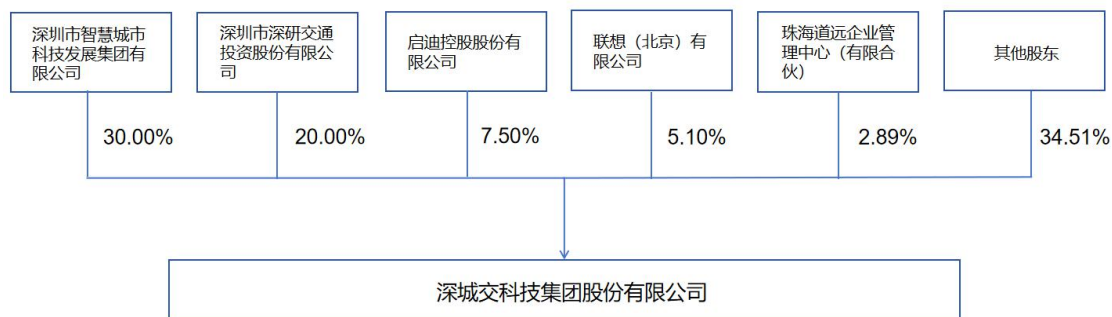 深圳市智慧城市
科技发展集团有
限公司
深圳市深研交通
投资股份有限公
司
启迪控股股份有
限公司
联想（北京）有
限公司
珠海道远企业管
理中心（有限合
伙）
其他股东
30.00%
20.00%
7.50%
5.10%
2.89%
34.51%
深城交科技集团股份有限公司